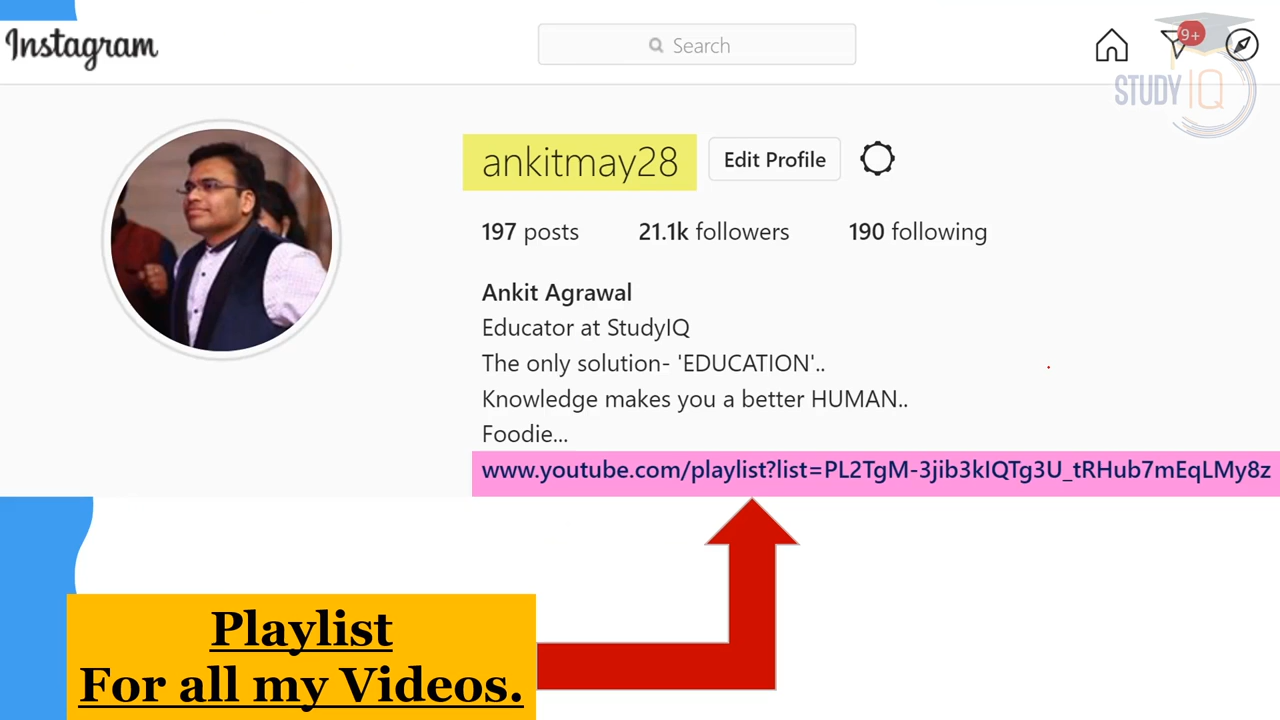 Instagram
Search
9+
STUDY IQ
ankitmay28
Edit Profile
197 posts 21.1k followers 190 following
Ankit Agrawal
Educator at StudyIQ
The only solution- 'EDUCATION'..
Knowledge makes you a better HUMAN..
Foodie...
www.youtube.com/playlist?list=PL2TgM-3jib3kIQTg3U_tRHub7mEqLMy8z
Playlist
For all my Videos.